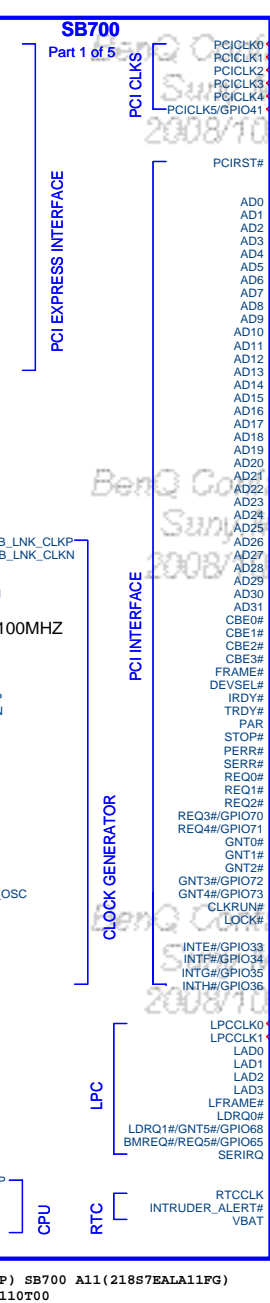 SB700
Part 1 of 5
PCI CLKS
PCICLK0
PCICLK1
PCICLK2
PCICLK3
PCICLK4
PCICLK5/GPIO41
2008/10
PCI EXPRESS INTERFACE
PCI INTERFACE
PCIRST#
AD0
AD1
AD2
AD3
AD4
AD5
AD6
AD7
AD8
AD9
AD10
AD11
AD12
AD13
AD14
AD15
AD16
AD17
AD18
AD19
AD20
AD21
AD22
AD23
AD24
AD25
AD26
AD27
AD28
AD29
AD30
AD31
CBE0#
CBE1#
CBE2#
CBE3#
FRAME#
DEVSEL#
IRDY#
TRDY#
PAR
STOP#
PERR#
SERR#
REQ0#
REQ1#
REQ2#
REQ3#/GPIO70
REQ4#/GPIO71
GNT0#
GNT1#
GNT2#
GNT3#/GPIO72
GNT4#/GPIO73
CLKRUN#
LOCK#
INTE#/GPIO33
INTF#/GPIO34
INTG#/GPIO35
INTH#/GPIO36
BenQ
2008/10
B_LNK_CLKP
B_LNK_CLKN
100MHZ
_OSC
CLOCK GENERATOR
LPC
LPCCLK0
LPCCLK1
LAD0
LAD1
LAD2
LAD3
LFRAME#
LDRQ0#
LDRQ1#/GNT5#/GPIO68
BMREQ#/REQ5#/GPIO65
SERIRQ
CPU
RTC
RTCCLK
INTRUDER_ALERT#
VBAT
P) SB700 A11(218S7EALA11FG)
110T00